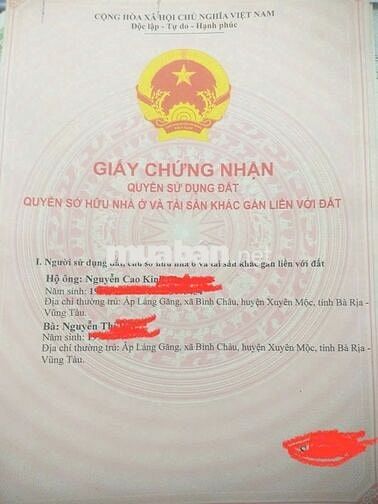 CỘNG HÒA XÃ HỘI CHỦ NGHĨA VIỆT NAM
Độc lập - Tự do - Hạnh phúc
GIẤY CHỨNG NHẬN
QUYỀN SỬ DỤNG ĐẤT
QUYỀN SỞ HỮU NHÀ Ở VÀ TÀI SẢN KHÁC GẮN LIỀN VỚI ĐẤT
muaban
I. Người sử dụng đất, chủ sở hữu nhà ở và tài sản khác gắn liền với đất
Hộ ông: Nguyễn Cao
Năm sinh:
Địa chỉ thường trú: Ấp Láng Găng, xã Bình Châu, huyện Xuyên Mộc, tỉnh Bà Rịa -
Vũng Tàu.
Bà: Nguyễn
Năm sinh:
Địa chỉ thường trú: Ấp Láng Găng, xã Bình Châu, huyện Xuyên Mộc, tỉnh Bà Rịa -
Vũng Tàu.